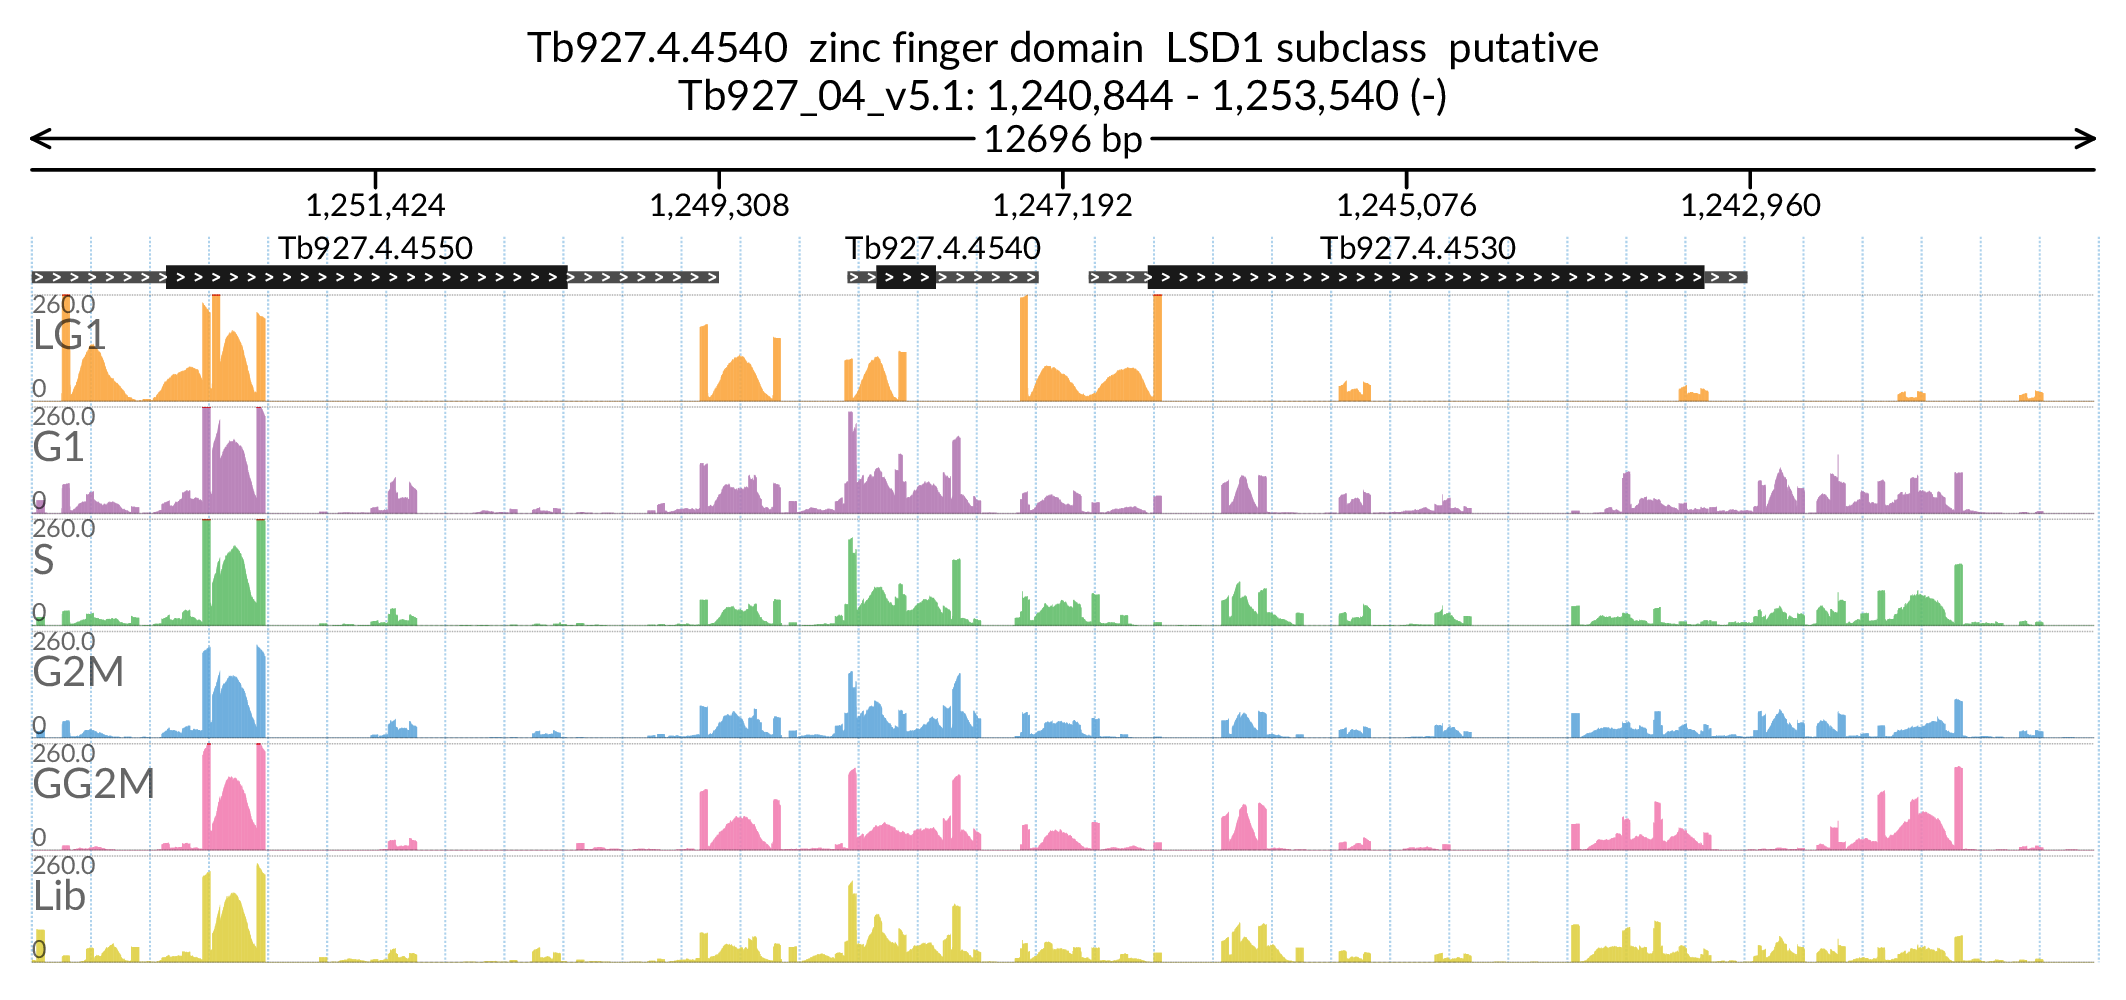 Tb927.4.4540 zinc finger domain LSD1 subclass putative
Tb927_04_v5.1: 1,240,844 - 1,253,540 (-)
12696 bp
1,251,424 1,249,308 1,247,192 1,245,076 1,242,960
Tb927.4.4550 Tb927.4.4540 Tb927.4.4530
260.0
LG1
0
260.0
G1
0
260.0
S
0
260.0
G2M
0
260.0
GG2M
0
260.0
Lib
0